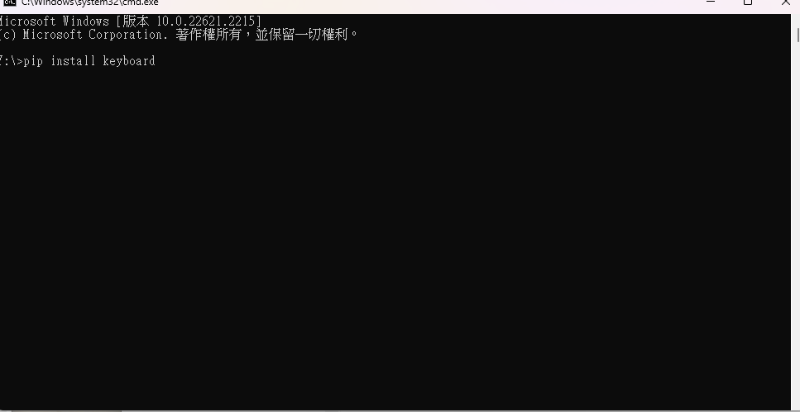 C:\Windows\system32\cmd.exe
Microsoft Windows [版本 10.0.22621.2215]
(c) Microsoft Corporation. 著作權所有，並保留一切權利。
:\>pip install keyboard